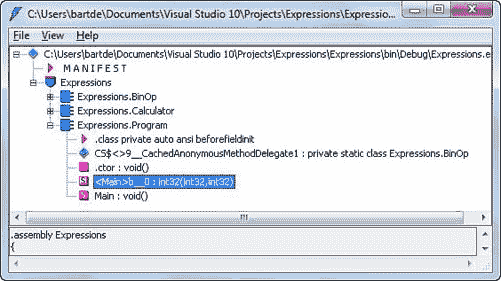 C:\Users\bartde\Documents\Visual Studio 10\Projects\Expressions\Expressio...
File View Help
C:\Users\bartde\Documents\Visual Studio 10\Projects\Expressions\Expressions\bin\Debug\Expressions.e
M A N I F E S T
Expressions
Expressions.BinOp
Expressions.Calculator
Expressions.Program
.class private auto ansi beforefieldinit
CS$<>9__CachedAnonymousMethodDelegate1 : private static class Expressions.BinOp
.ctor : void()
<Main>b__0 : int32(int32,int32)
Main : void()
.assembly Expressions
{